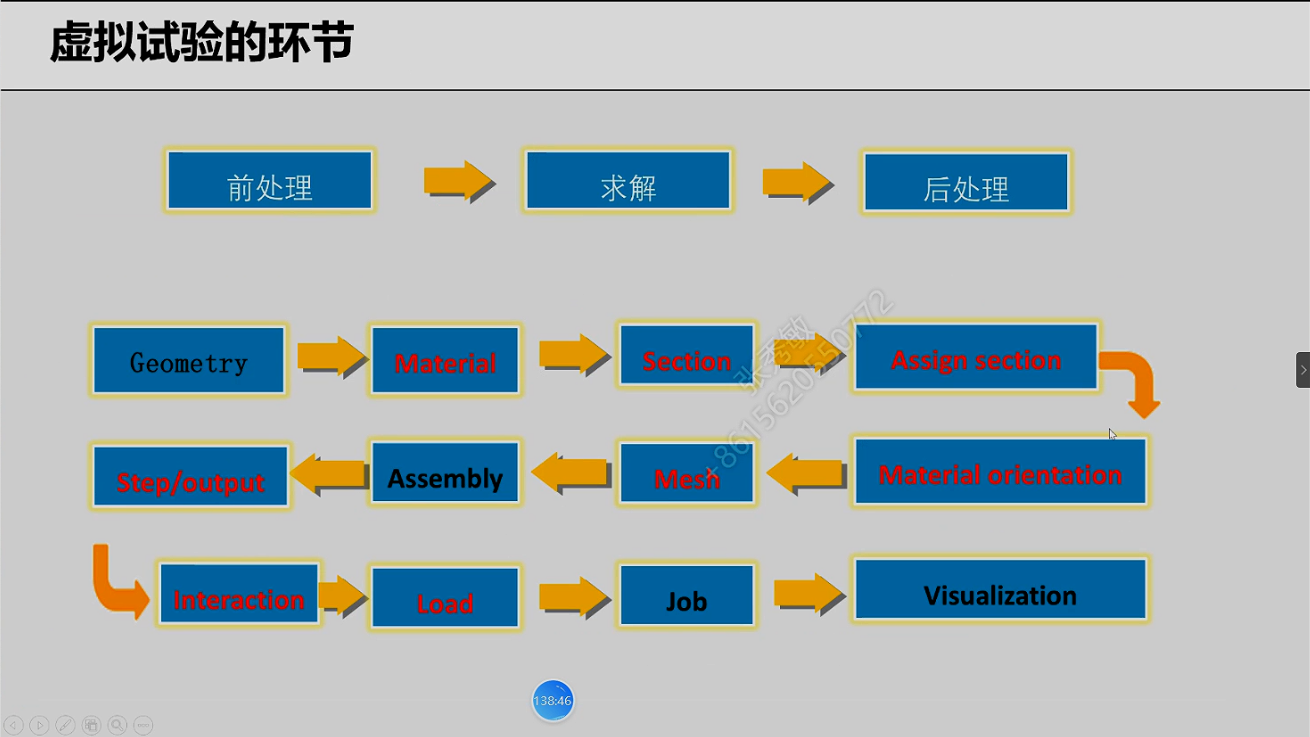 虚拟试验的环节
前处理
求解
后处理
Geometry
Material
Section
Assign section
Step/output
Assembly
Mesh
Material orientation
Interaction
Load
Job
Visualization
张秀敏
138:46